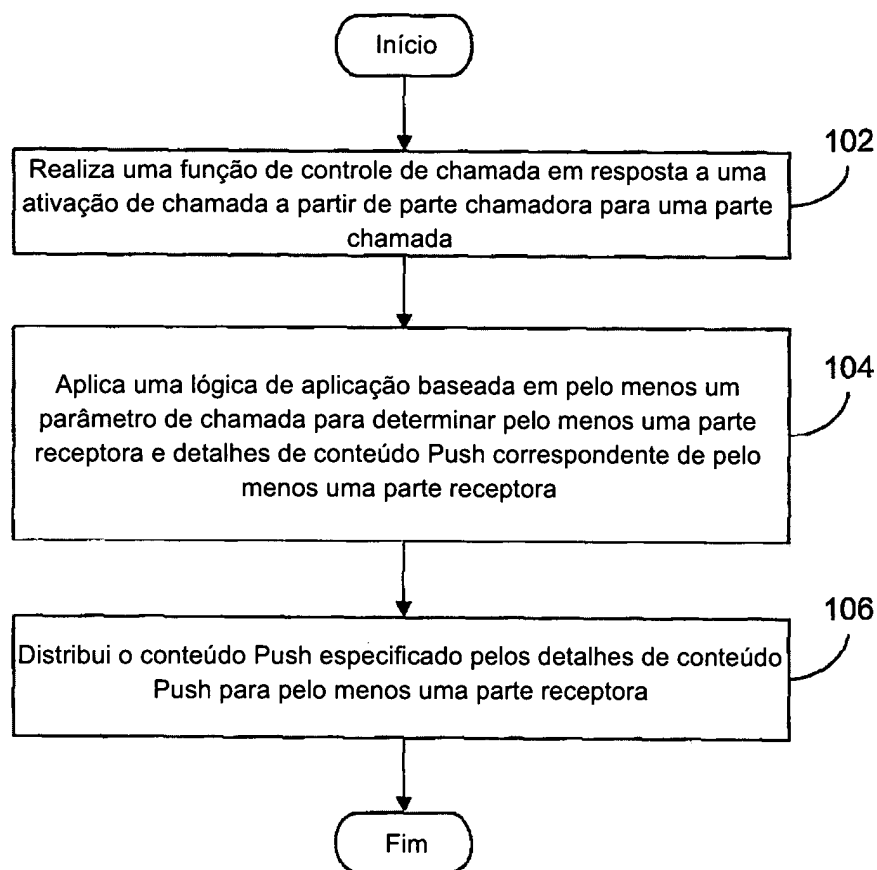 Início
102
Realiza uma função de controle de chamada em resposta a uma
ativação de chamada a partir de parte chamadora para uma parte
chamada
104
Aplica uma lógica de aplicação baseada em pelo menos um
parâmetro de chamada para determinar pelo menos uma parte
receptora e detalhes de conteúdo Push correspondente de pelo
menos uma parte receptora
106
Distribui o conteúdo Push especificado pelos detalhes de conteúdo
Push para pelo menos uma parte receptora
Fim